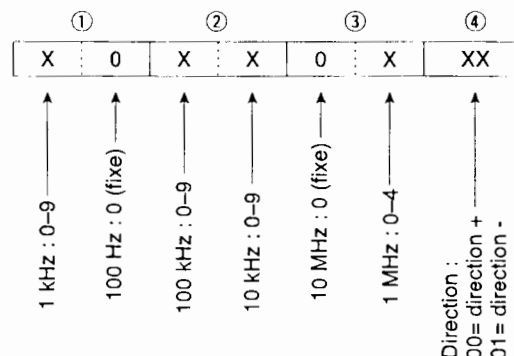 ① ② ③ ④
X 0 X X 0 X XX
1 kHz : 0–9
100 Hz : 0 (fixe)
100 kHz : 0–9
10 kHz : 0–9
10 MHz : 0 (fixe)
1 MHz : 0–4
Direction :
00= direction +
01= direction -